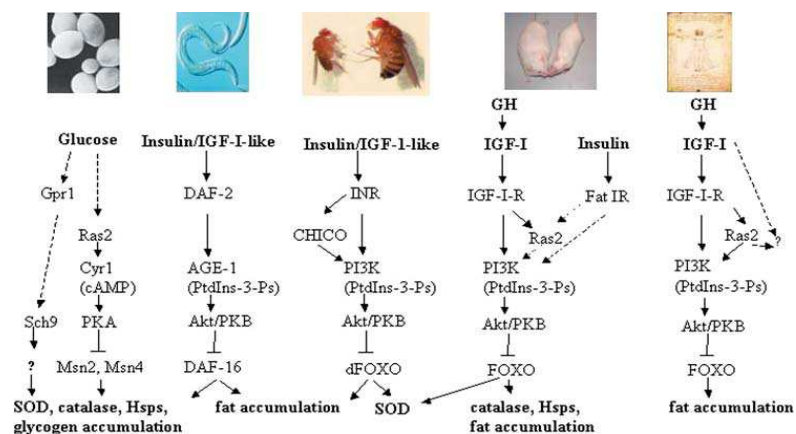 GH
GH
Glucose
Insulin/IGF-I-like
Insulin/IGF-1-like
IGF-I
Insulin
IGF-I
Gpr1
DAF-2
INR
IGF-I-R
Fat IR
IGF-I-R
Ras2
CHICO
Ras2
Ras2
?
Cyr1
(cAMP)
AGE-1
(PtdIns-3-Ps)
PI3K
(PtdIns-3-Ps)
PI3K
(PtdIns-3-Ps)
PI3K
(PtdIns-3-Ps)
Sch9
PKA
Akt/PKB
Akt/PKB
Akt/PKB
Akt/PKB
?
Msn2, Msn4
DAF-16
dFOXO
FOXO
FOXO
SOD, catalase, Hsps,
glycogen accumulation
fat accumulation
SOD
catalase, Hsps,
fat accumulation
fat accumulation